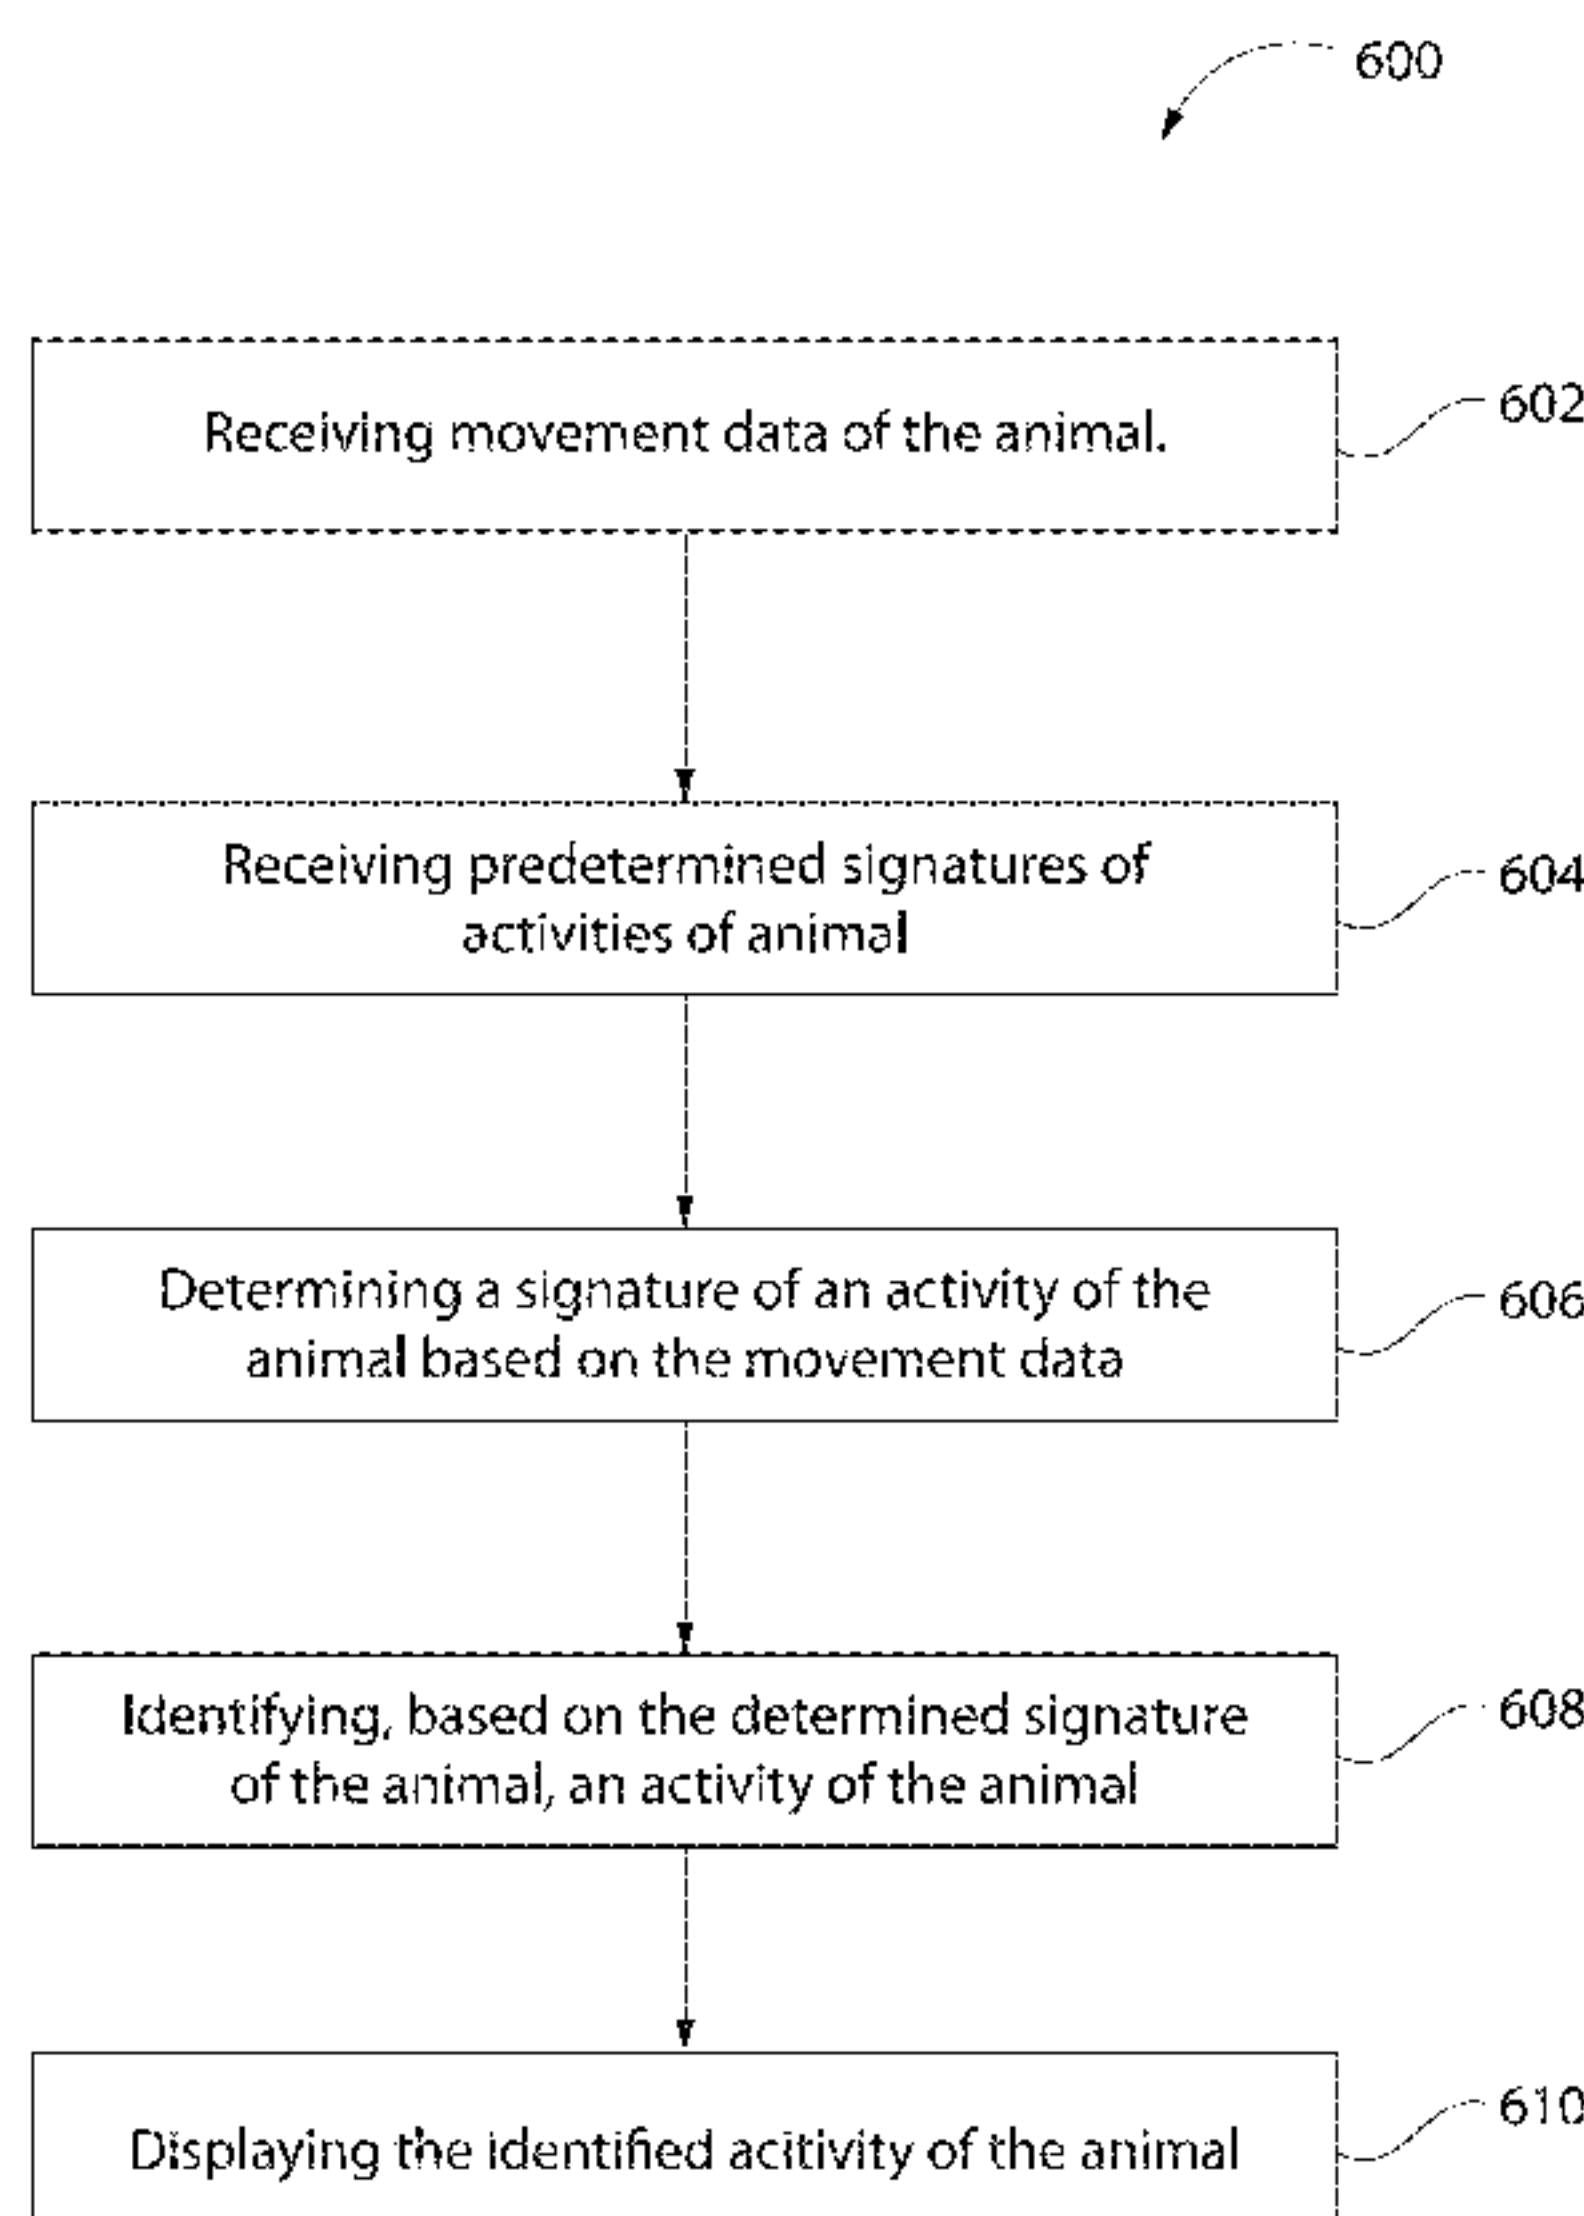 600
Receiving movement data of the animal.
602
Receiving predetermined signatures of
activities of animal
604
Determining a signature of an activity of the
animal based on the movement data
606
Identifying, based on the determined signature
of the animal, an activity of the animal
608
Displaying the identified acitivity of the animal
610